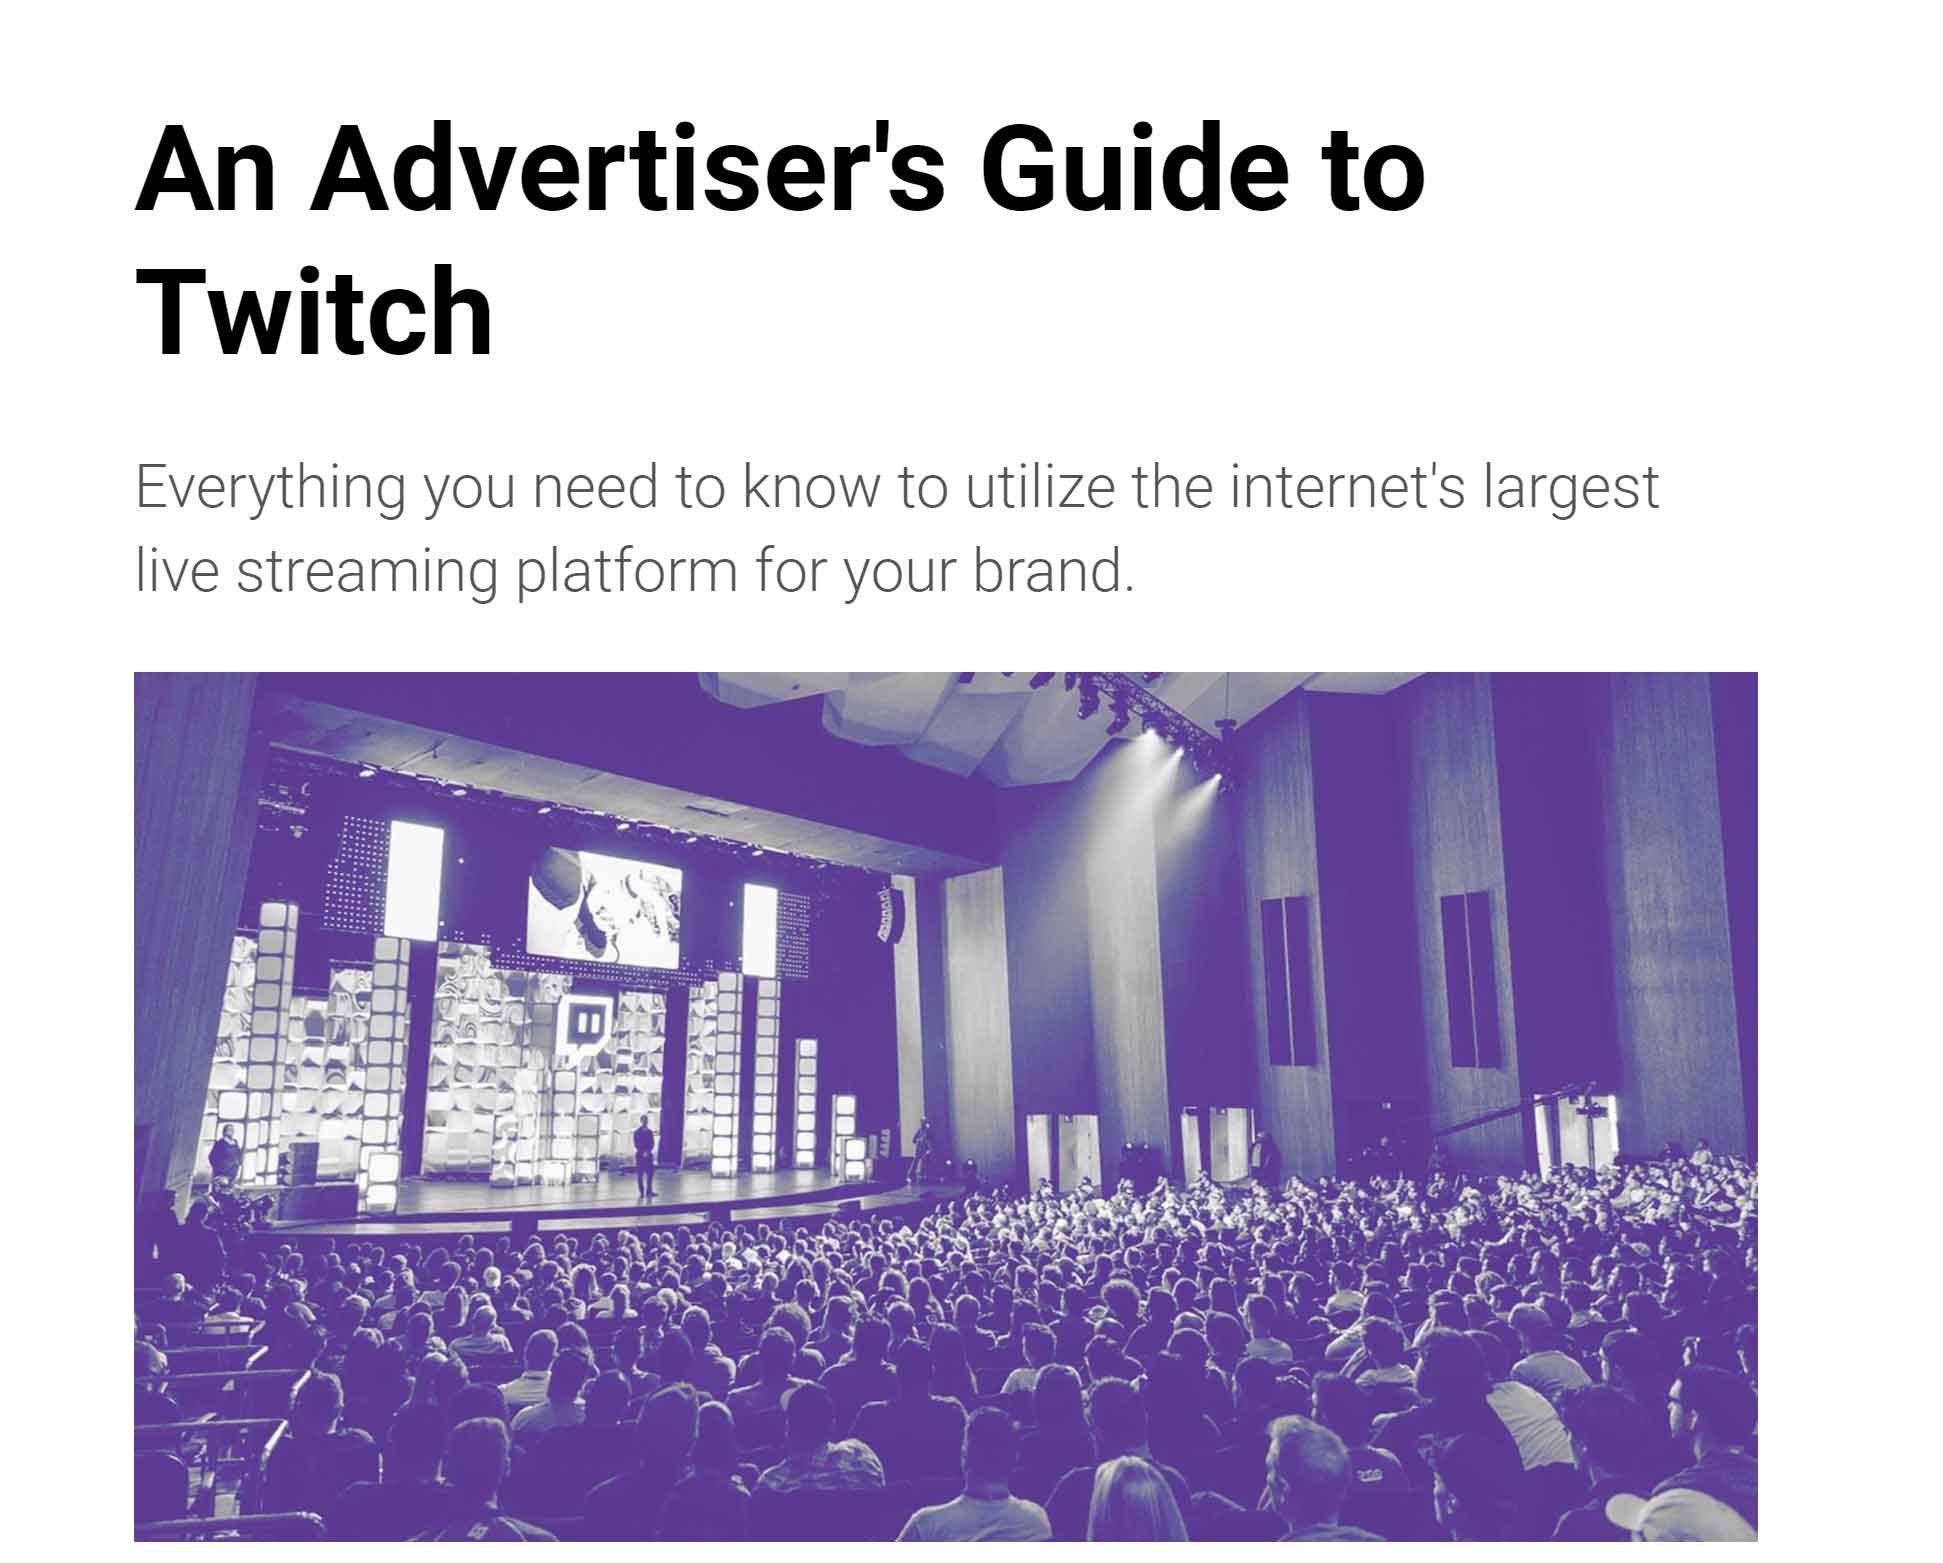 An Advertiser's Guide to
Twitch
Everything you need to know to utilize the internet's largest
live streaming platform for your brand.